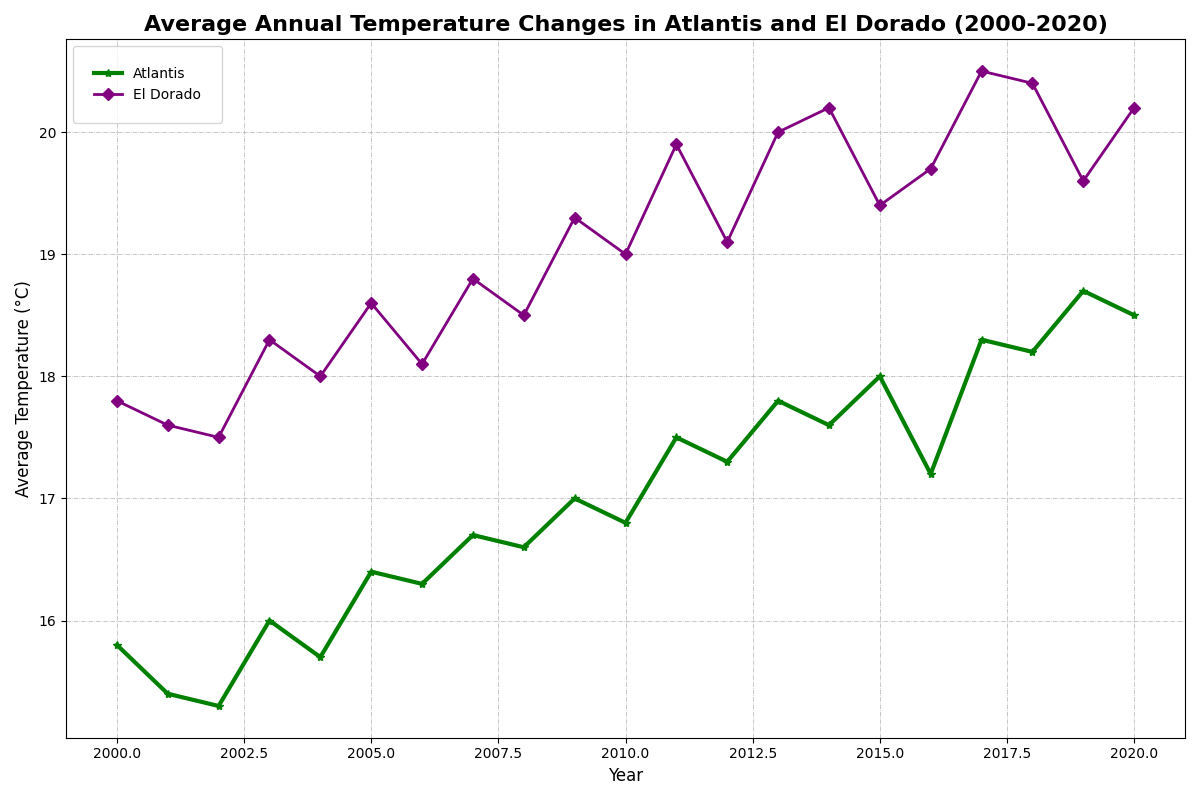 Average Annual Temperature Changes in Atlantis and El Dorado (2000-2020)
Atlantis
El Dorado
Average Temperature (°C)
20
19
18
17
16
2000.0 2002.5 2005.0 2007.5 2010.0 2012.5 2015.0 2017.5 2020.0
Year